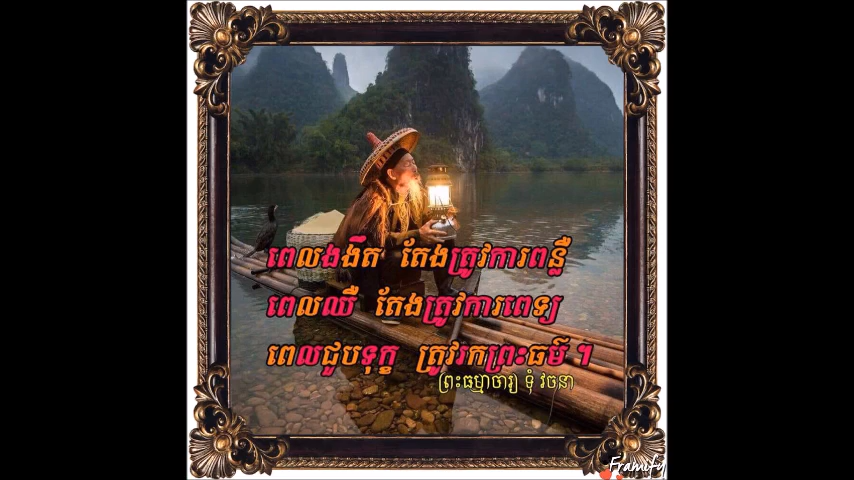 ពេលងងឹត តែងត្រូវការពន្លឺ
ពេលឈឺ តែងត្រូវការពេទ្យ
ពេលជួបទុក្ខ ត្រូវរកព្រះធម៌ ។
ព្រះធម្មាចារ្យ ទុំ វចនា
Framify